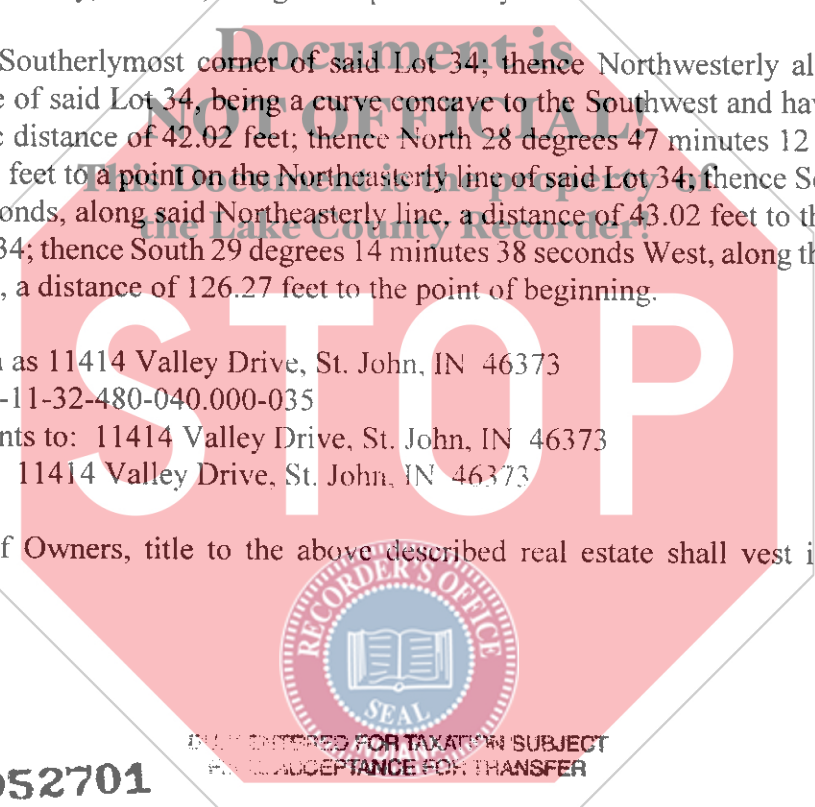 Document is
Southerlymost corner of said Lot 34; thence Northwesterly al
e of said Lot 34, being a curve concave to the Southwest and hav
NOT OFFICIAL!
c distance of 42.02 feet; thence North 28 degrees 47 minutes 12
feet to a point on the Northeasterly line of said Lot 34; thence So
This Document is the property of
onds, along said Northeasterly line, a distance of 43.02 feet to th
the Lake County Recorder!
34; thence South 29 degrees 14 minutes 38 seconds West, along th
, a distance of 126.27 feet to the point of beginning.
STOP
as 11414 Valley Drive, St. John, IN 46373
-11-32-480-040.000-035
nts to: 11414 Valley Drive, St. John, IN 46373
11414 Valley Drive, St. John, IN 46373
f Owners, title to the above described real estate shall vest i
RECORDER'S OFFICE
SEAL
INDIANA
ENTERED FOR TAXATION SUBJECT
ACCEPTANCE FOR TRANSFER
052701